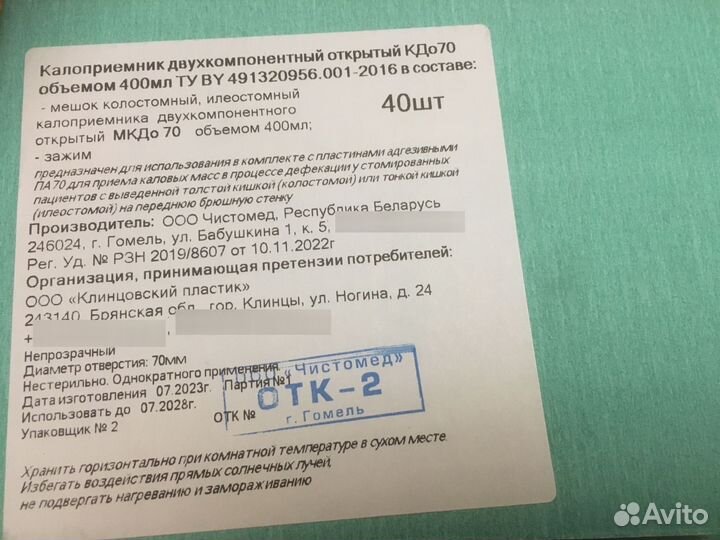 Калоприемник двухкомпонентный открытый КДо70
объемом 400мл ТУ BY 491320956.001-2016 в составе:
- мешок колостомный, илеостомный
калоприемника двухкомпонентного
открытый МКДо 70 объемом 400мл;
40шт
- зажим
предназначен для использования в комплекте с пластинами адгезивными
ПА70 для приема каловых масс в процессе дефекации у стомированных
пациентов с выведенной толстой кишкой (колостомой) или тонкой кишкой
(илеостомой) на переднюю брюшную стенку
Производитель: ООО Чистомед, Республика Беларусь
246024, г. Гомель, ул. Бабушкина 1, к. 5,
Рег. Уд. № РЗН 2019/8607 от 10.11.2022г
Организация, принимающая претензии потребителей:
ООО «Клинцовский пластик»
243140, Брянская обл., гор. Клинцы, ул. Ногина, д. 24
+
Непрозрачный
Диаметр отверстия: 70мм
Нестерильно. Однократного применения.
Дата изготовления 07.2023г. Партия №1
Использовать до 07.2028г.
Упаковщик № 2
ОТК №
«Чистомед»
ОТК-2
г. Гомель
Хранить горизонтально при комнатной температуре в сухом месте.
Избегать воздействия прямых солнечных лучей,
не подвергать нагреванию и замораживанию
Avito